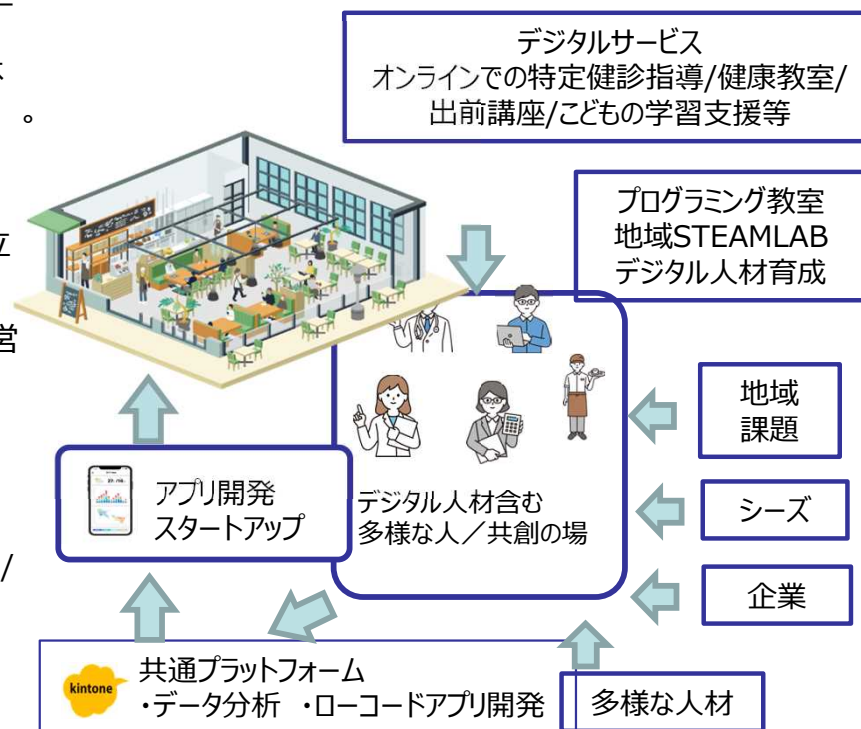 デジタルサービス
オンラインでの特定健診指導/健康教室/
出前講座/こどもの学習支援等
。
プログラミング教室
地域STEAMLAB
デジタル人材育成
立
営
地域
課題
アプリ開発
スタートアップ
デジタル人材含む
多様な人／共創の場
シーズ
/
企業
kintone
共通プラットフォーム
・データ分析 ・ローコードアプリ開発
多様な人材